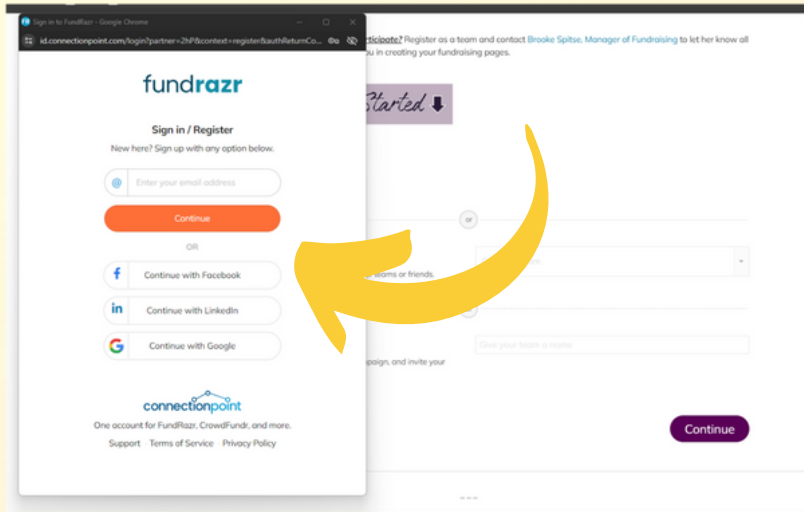 Sign in to FundRazr - Google Chrome
id.connectionpoint.com/login?partner=2hP&context=register&authReturnCo...
fundrazr
Sign in / Register
New here? Sign up with any option below.
@ Enter your email address
Continue
OR
Continue with Facebook
in Continue with LinkedIn
G Continue with Google
connectionpoint
One account for FundRazr, CrowdFundr, and more.
Support Terms of Service Privacy Policy
Register as a team and contact Brooke Spitse, Manager of Fundraising to let her know all
u in creating your fundraising pages.
Started
or
teams or friends.
Give your team a name
paign, and invite your
Continue